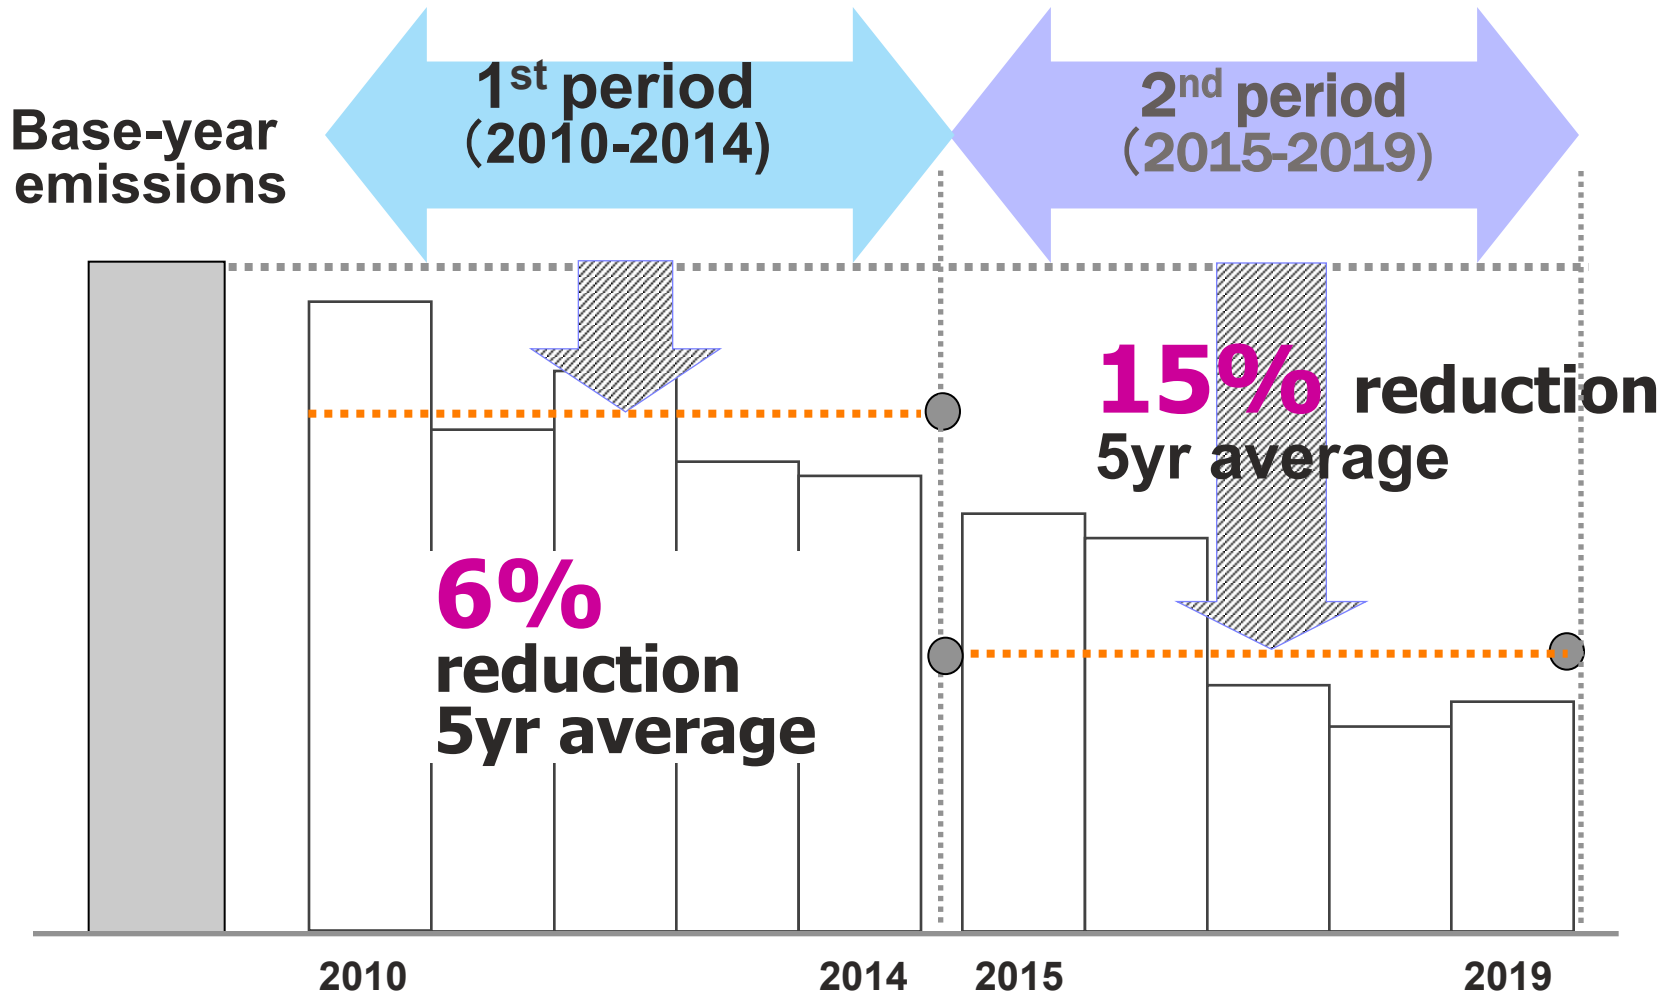 1st period
（2010-2014)
2nd period
（2015-2019)
Base-year
emissions
15% reduction
5yr average
6%
reduction
5yr average
2010
2014
2015
2019